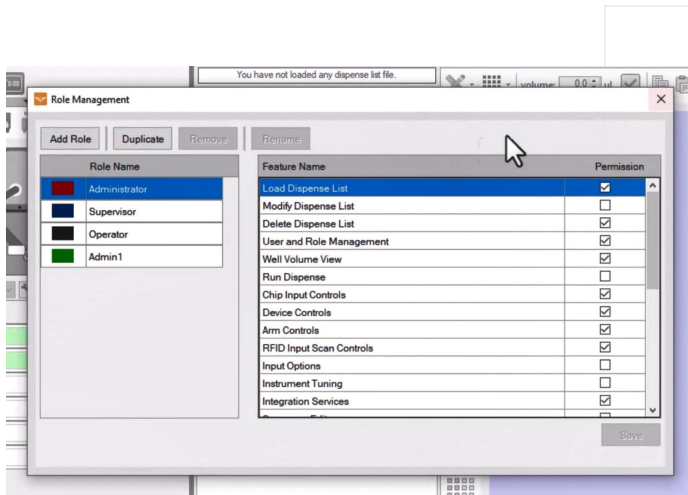 You have not loaded any dispense list file.
volume: 0.0 ul
Role Management
Add Role Duplicate Remove Rename
Role Name
Administrator
Supervisor
Operator
Admin1
Feature Name Permission
Load Dispense List
Modify Dispense List
Delete Dispense List
User and Role Management
Well Volume View
Run Dispense
Chip Input Controls
Device Controls
Arm Controls
RFID Input Scan Controls
Input Options
Instrument Tuning
Integration Services
Save